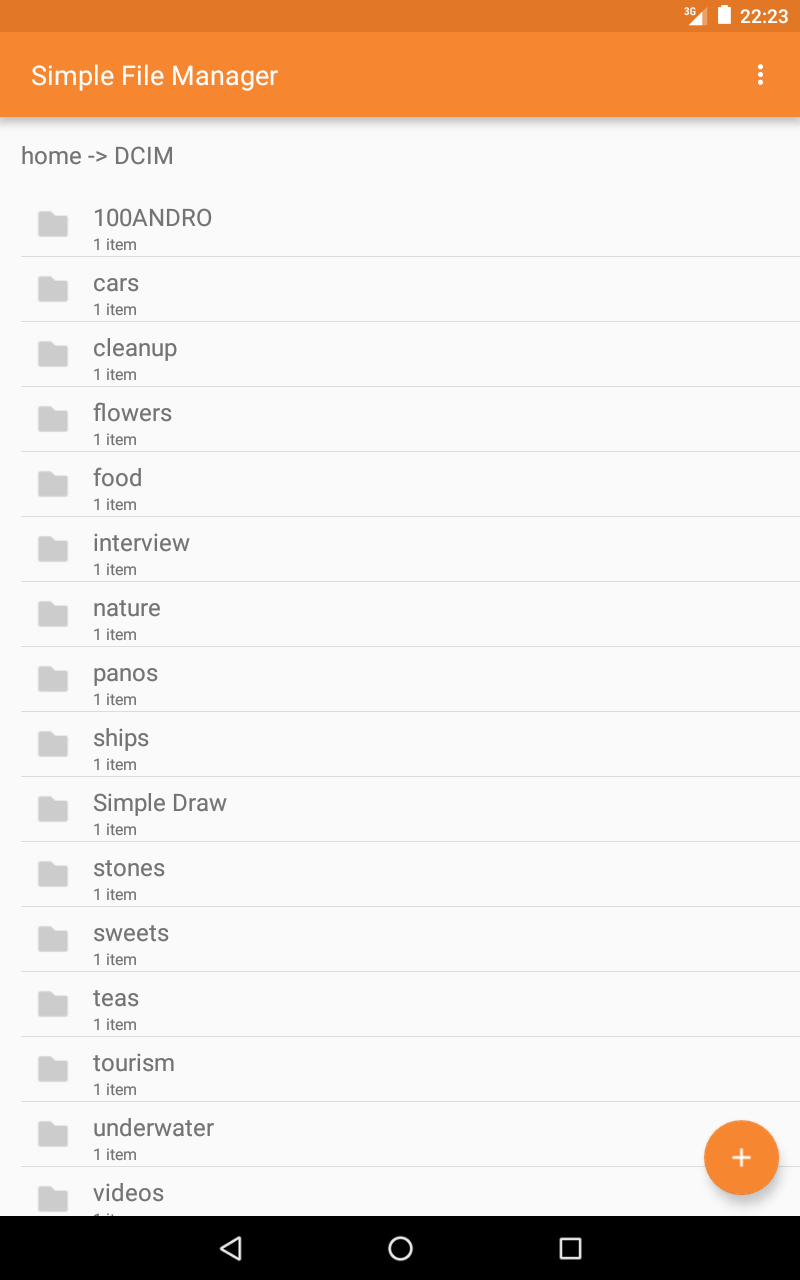 3G 22:23
Simple File Manager
home -> DCIM
100ANDRO
1 item
cars
1 item
cleanup
1 item
flowers
1 item
food
1 item
interview
1 item
nature
1 item
panos
1 item
ships
1 item
Simple Draw
1 item
stones
1 item
sweets
1 item
teas
1 item
tourism
1 item
underwater
1 item
videos